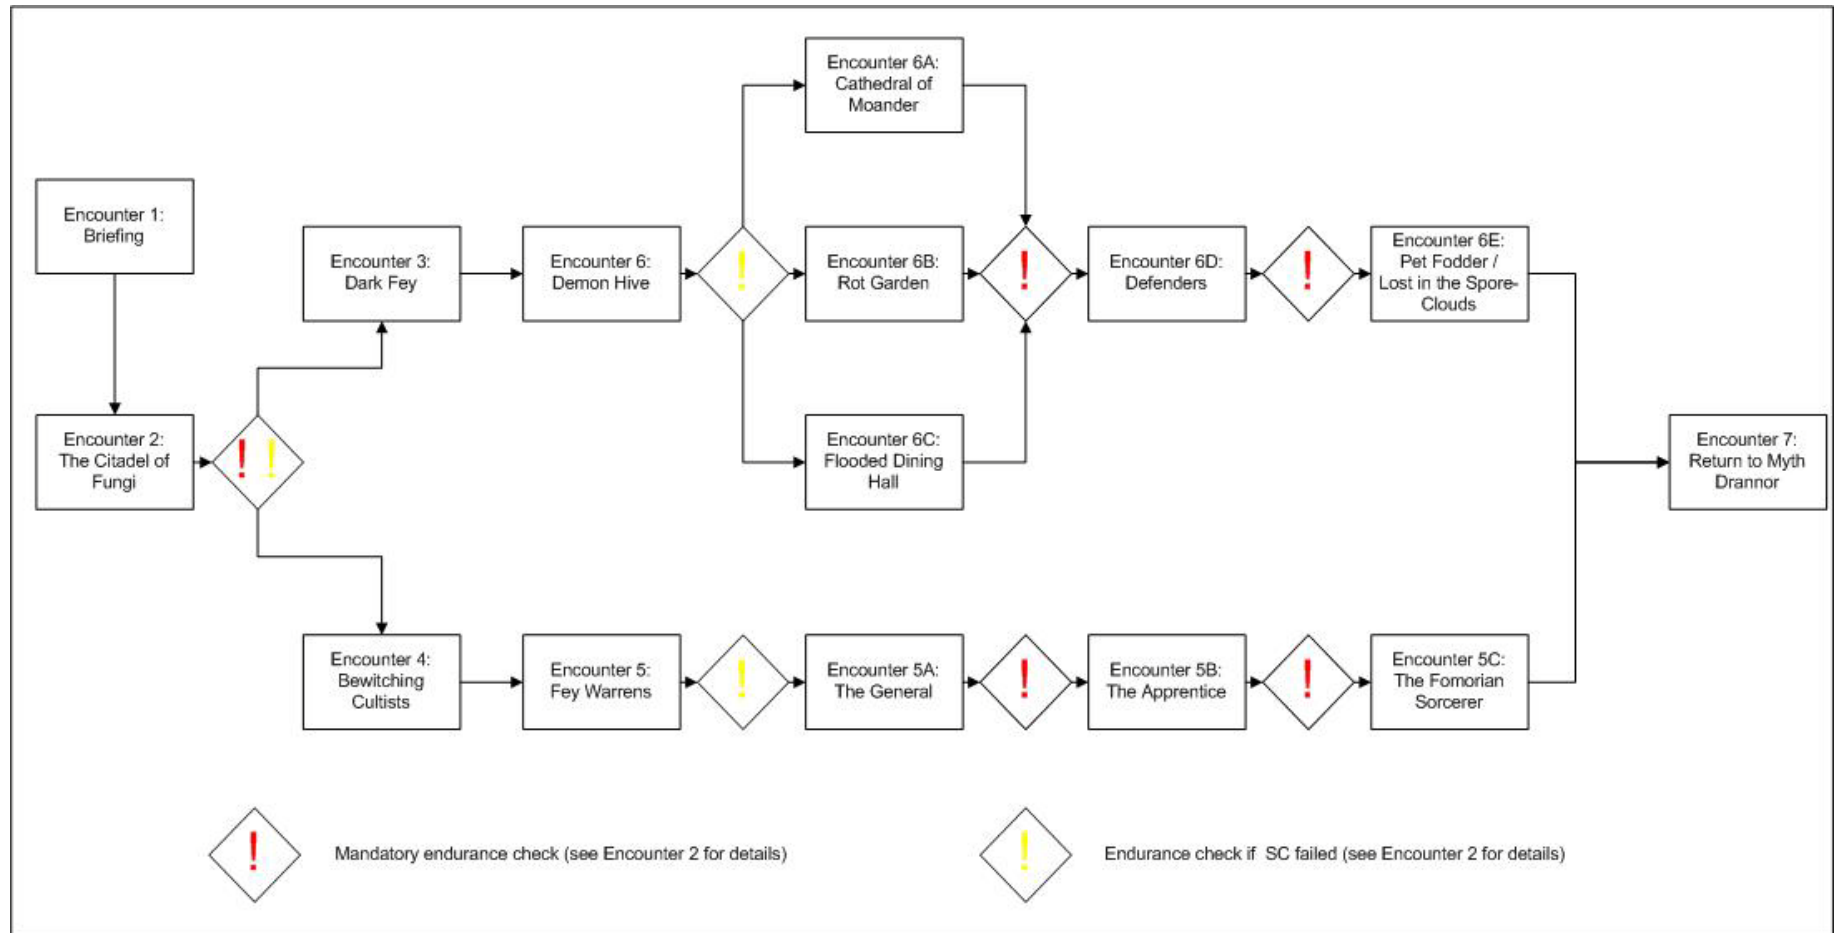 Encounter 1:
Briefing
Encounter 2:
The Citadel of
Fungi
!
!
Encounter 3:
Dark Fey
Encounter 6:
Demon Hive
!
Encounter 6A:
Cathedral of
Moander
Encounter 6B:
Rot Garden
Encounter 6C:
Flooded Dining
Hall
!
Encounter 6D:
Defenders
!
Encounter 6E:
Pet Fodder /
Lost in the Spore-
Clouds
Encounter 4:
Bewitching
Cultists
Encounter 5:
Fey Warrens
!
Encounter 5A:
The General
!
Encounter 5B:
The Apprentice
!
Encounter 5C:
The Fomorian
Sorcerer
Encounter 7:
Return to Myth
Drannor
!
Mandatory endurance check (see Encounter 2 for details)
!
Endurance check if SC failed (see Encounter 2 for details)